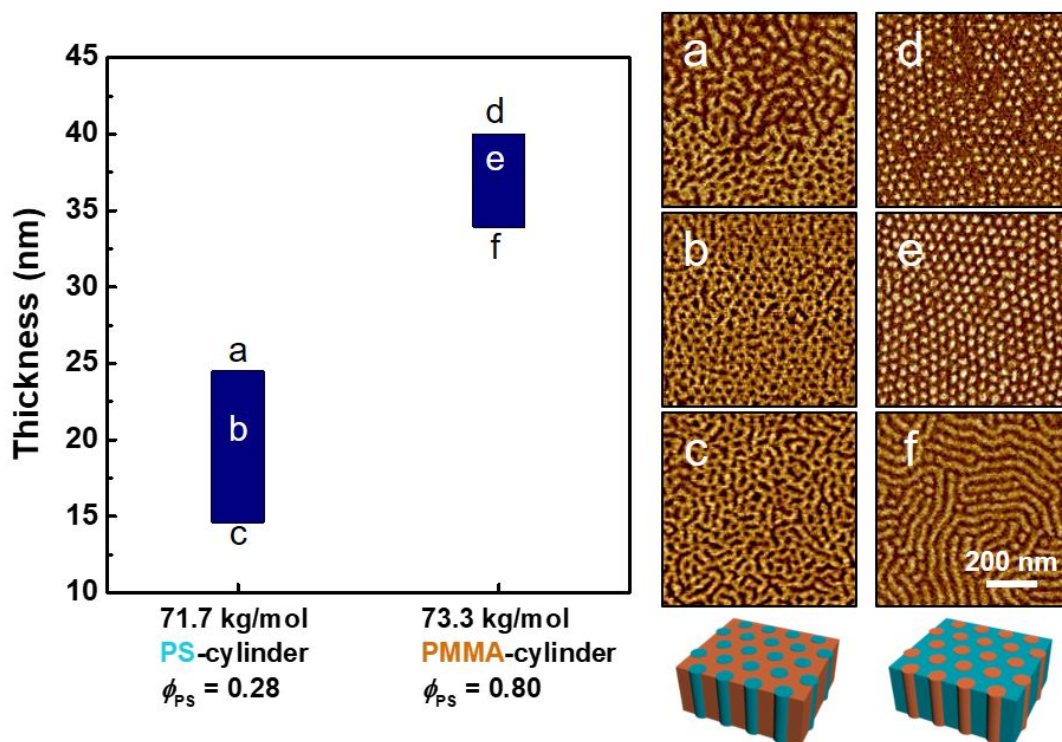 Thickness (nm)
45
40
35
30
25
20
15
10
a
b
c
d
e
f
71.7 kg/mol
PS-cylinder
ϕPS = 0.28
73.3 kg/mol
PMMA-cylinder
ϕPS = 0.80
a
b
c
d
e
f
200 nm